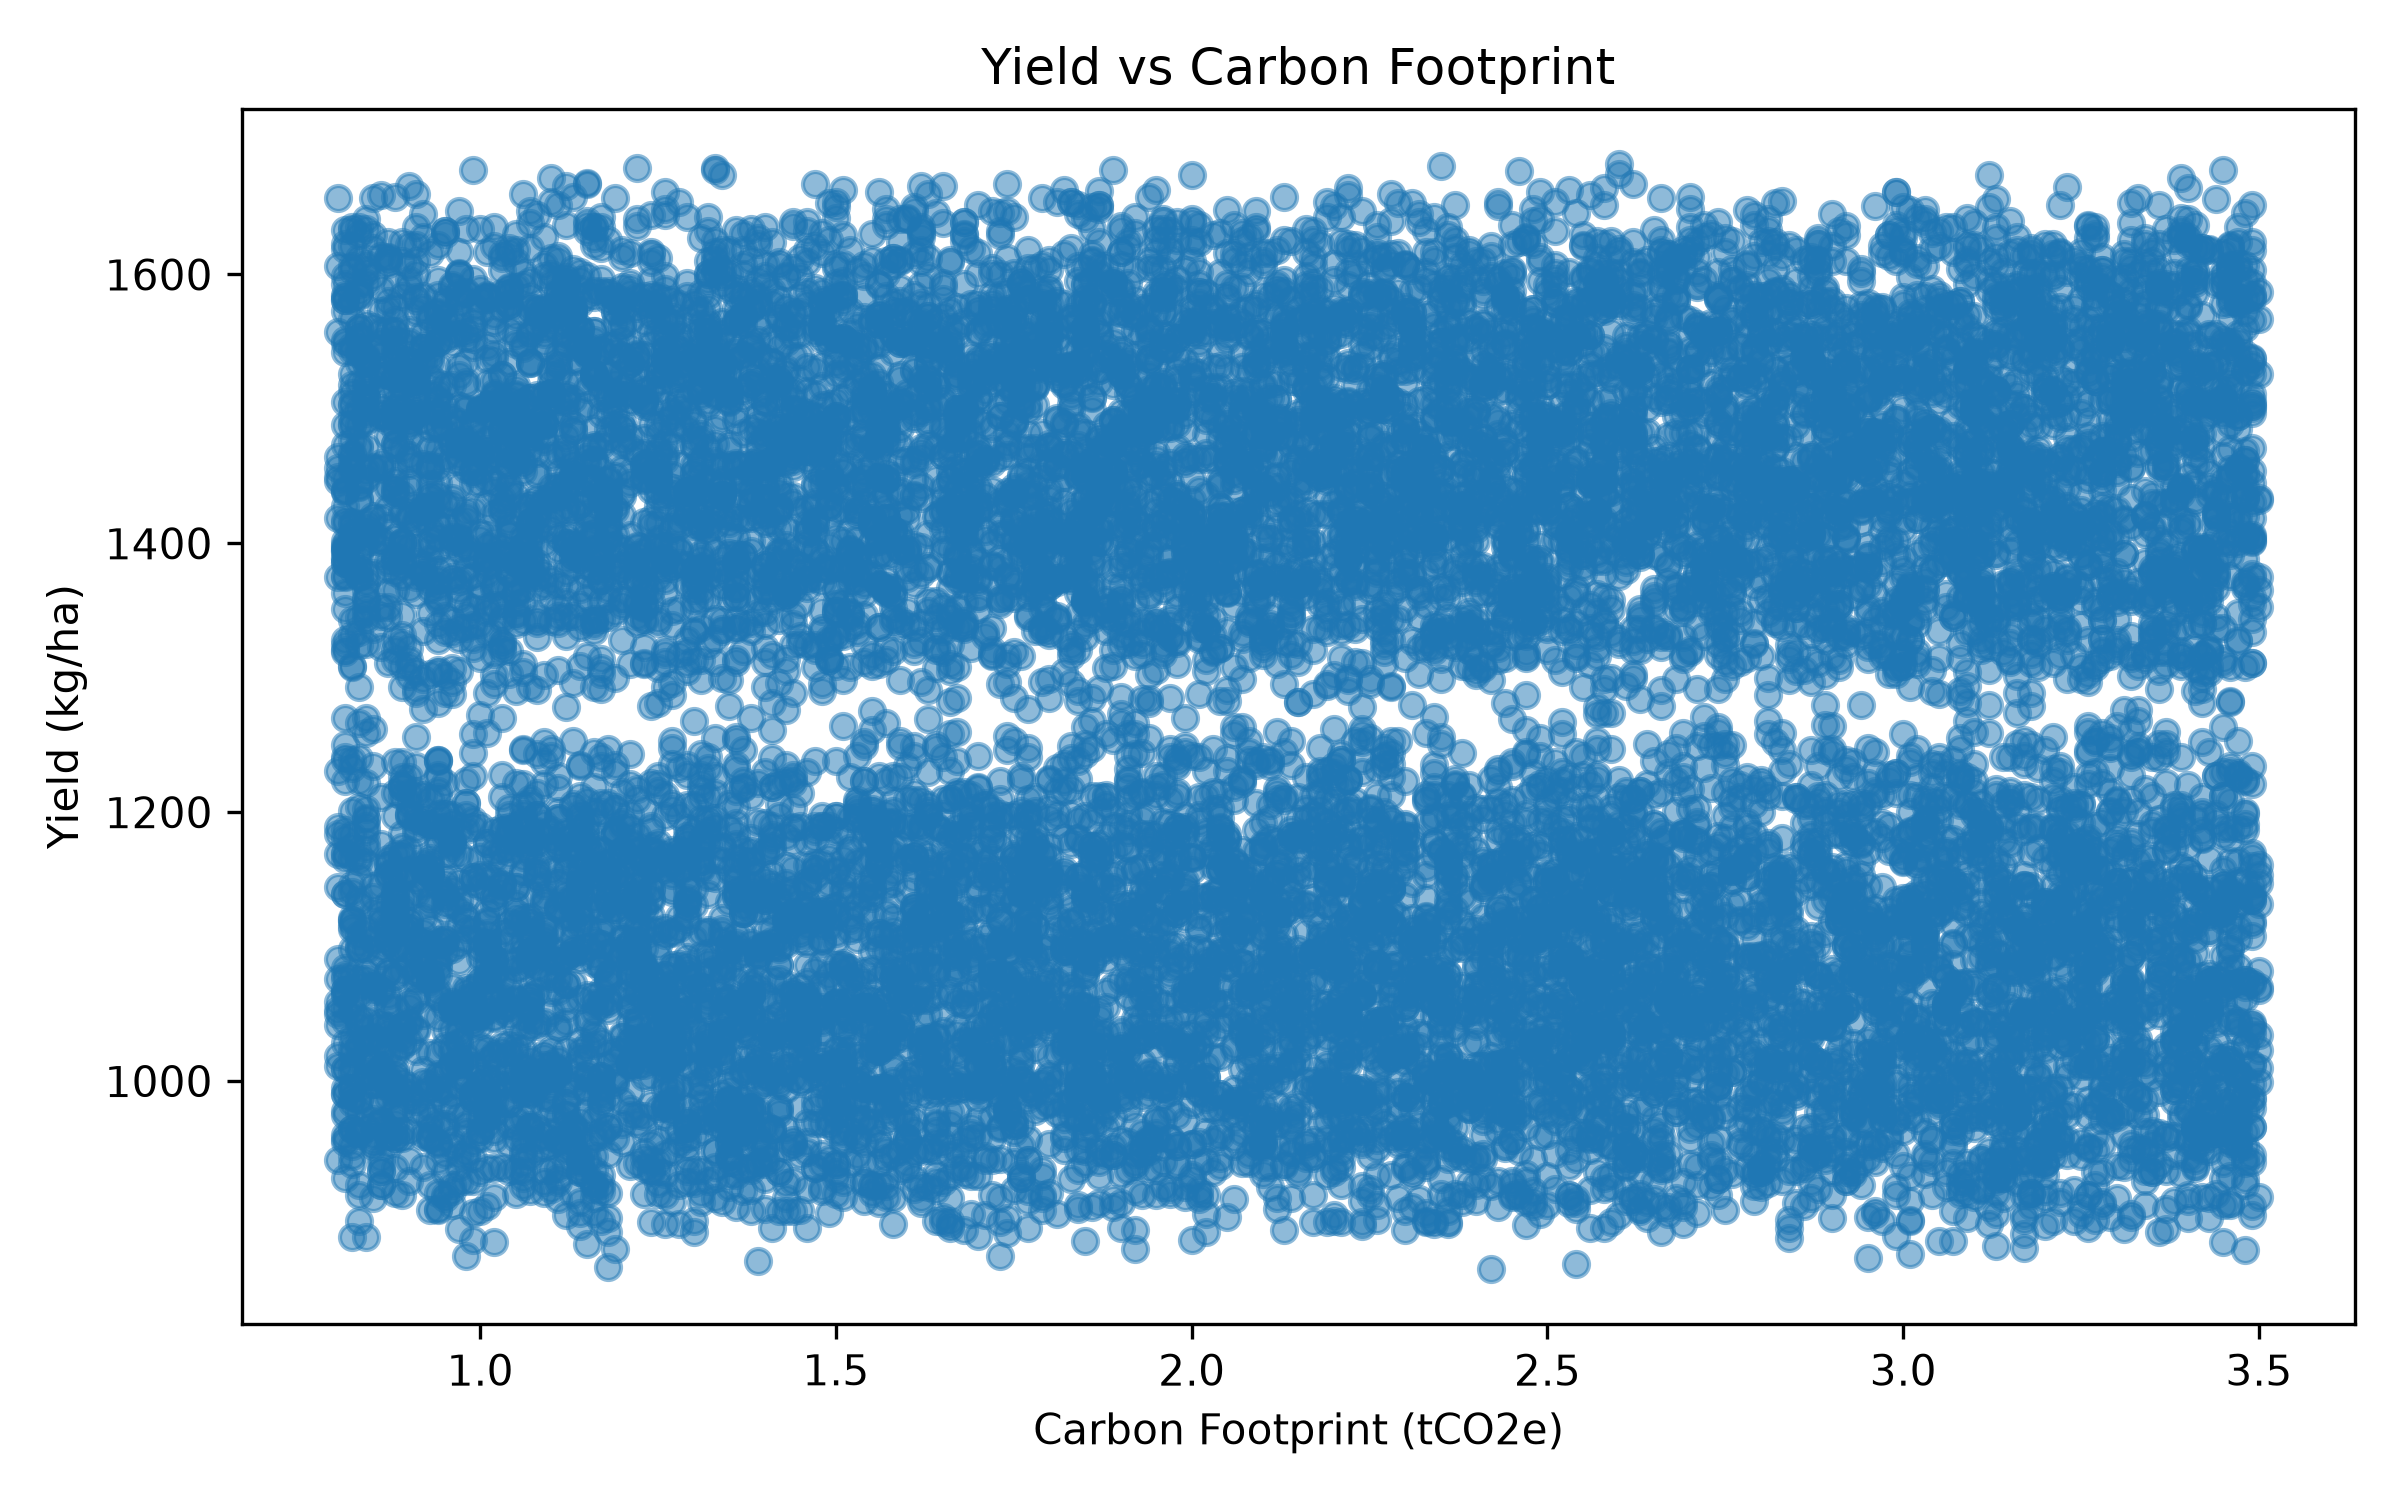 Yield vs Carbon Footprint
Yield (kg/ha)
1600
1400
1200
1000
1.0 1.5 2.0 2.5 3.0 3.5
Carbon Footprint (tCO2e)